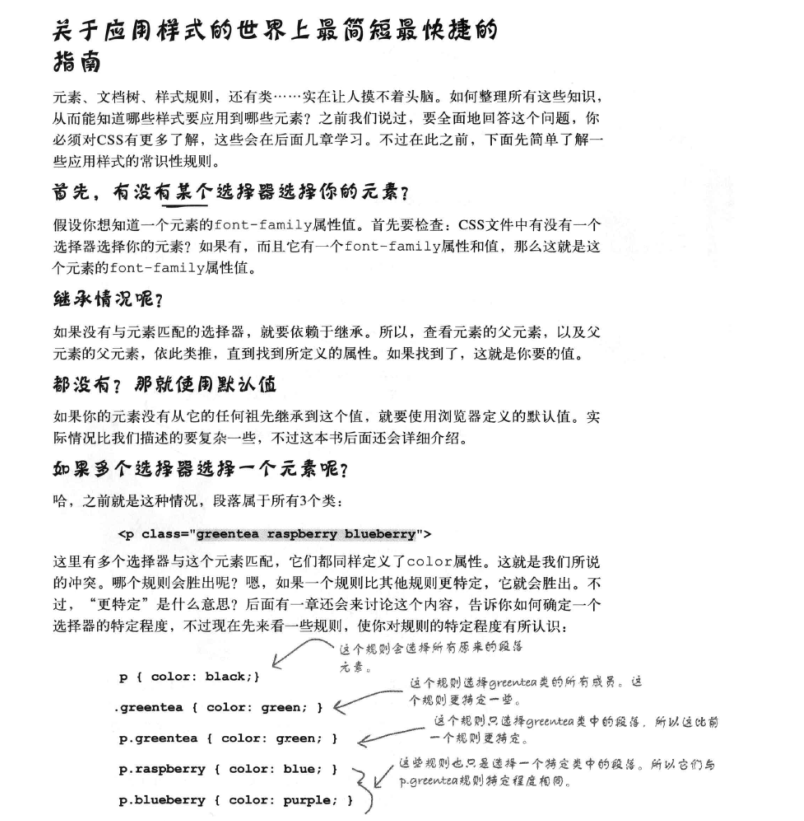 关于应用样式的世界上最简短最快捷的
指南
元素、文档树、样式规则，还有类……实在让人摸不着头脑。如何整理所有这些知识，
从而能知道哪些样式要应用到哪些元素？之前我们说过，要全面地回答这个问题，你
必须对CSS有更多了解，这些会在后面几章学习。不过在此之前，下面先简单了解一
些应用样式的常识性规则。
首先，有没有某个选择器选择你的元素？
假设你想知道一个元素的font-family属性值。首先要检查：CSS文件中有没有一个
选择器选择你的元素？如果有，而且它有一个font-family属性和值，那么这就是这
个元素的font-family属性值。
继承情况呢？
如果没有与元素匹配的选择器，就要依赖于继承。所以，查看元素的父元素，以及父
元素的父元素，依此类推，直到找到所定义的属性。如果找到了，这就是你要的值。
都没有？那就使用默认值
如果你的元素没有从它的任何祖先继承到这个值，就要使用浏览器定义的默认值。实
际情况比我们描述的要复杂一些，不过这本书后面还会详细介绍。
如果多个选择器选择一个元素呢？
哈，之前就是这种情况，段落属于所有3个类：
<p class="greentea raspberry blueberry">
这里有多个选择器与这个元素匹配，它们都同样定义了color属性。这就是我们所说
的冲突。哪个规则会胜出呢？嗯，如果一个规则比其他规则更特定，它就会胜出。不
过，“更特定”是什么意思？后面有一章还会来讨论这个内容，告诉你如何确定一个
选择器的特定程度，不过现在先来看一些规则，使你对规则的特定程度有所认识：
这个规则会选择所有原来的段落
元素。
p { color: black;}
这个规则选择greentea类的所有成员。这
个规则更特定一些。
.greentea { color: green; }
这个规则只选择greentea类中的段落，所以这比前
一个规则更特定。
p.greentea { color: green; }
这些规则也只是选择一个特定类中的段落。所以它们与
p.greentea规则特定程度相同。
p.raspberry { color: blue; }
p.blueberry { color: purple; }